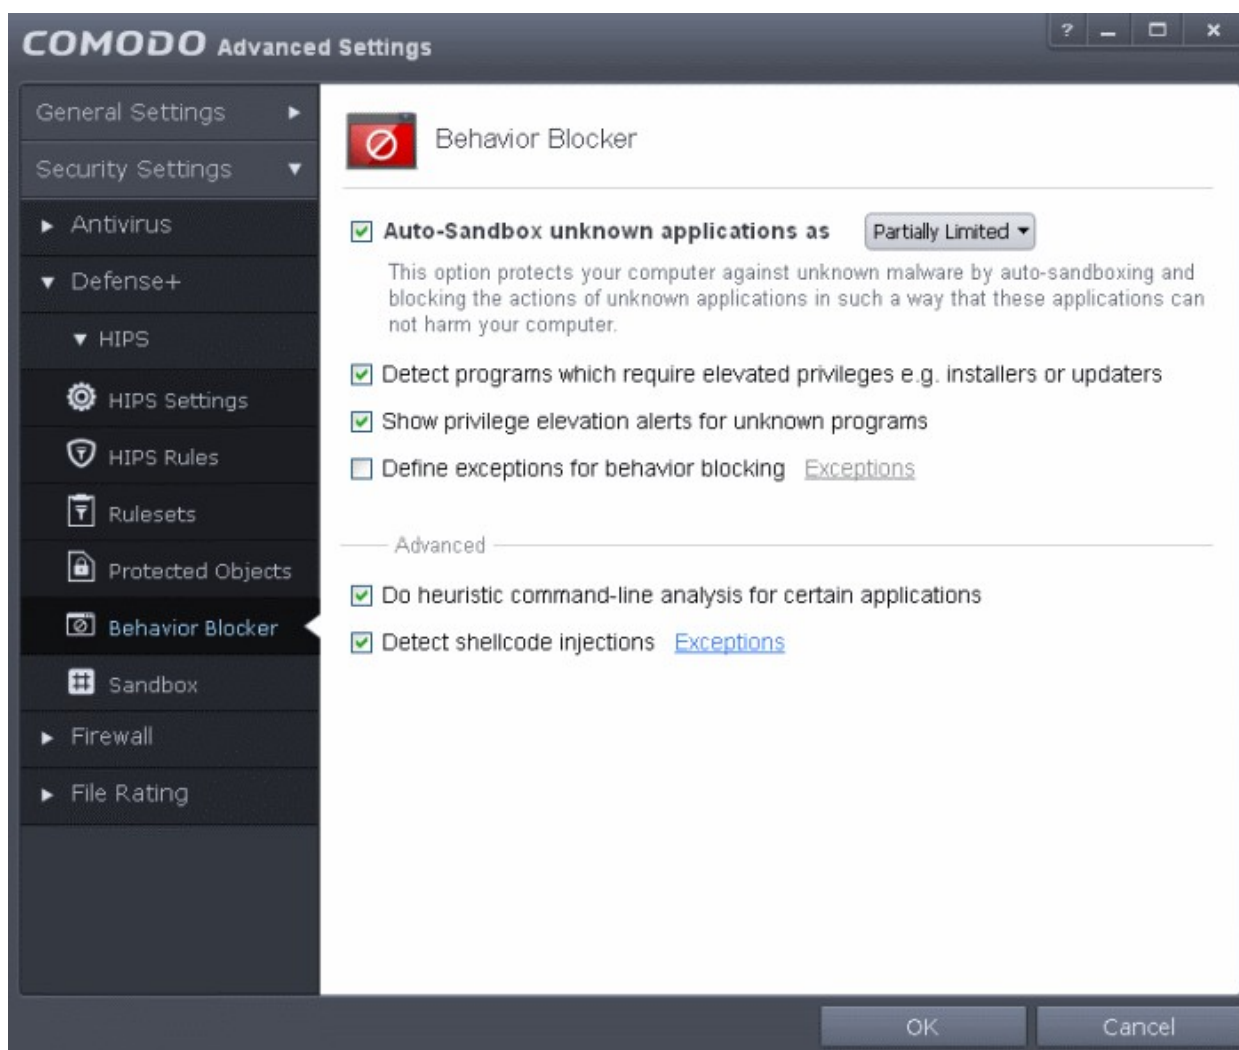 COMODO Advanced Settings
?
General Settings
Security Settings
Antivirus
Defense+
HIPS
HIPS Settings
HIPS Rules
Rulesets
Protected Objects
Behavior Blocker
Sandbox
Firewall
File Rating
Behavior Blocker
Auto-Sandbox unknown applications as Partially Limited
This option protects your computer against unknown malware by auto-sandboxing and
blocking the actions of unknown applications in such a way that these applications can
not harm your computer.
Detect programs which require elevated privileges e.g. installers or updaters
Show privilege elevation alerts for unknown programs
Define exceptions for behavior blocking Exceptions
Advanced
Do heuristic command-line analysis for certain applications
Detect shellcode injections Exceptions
OK
Cancel